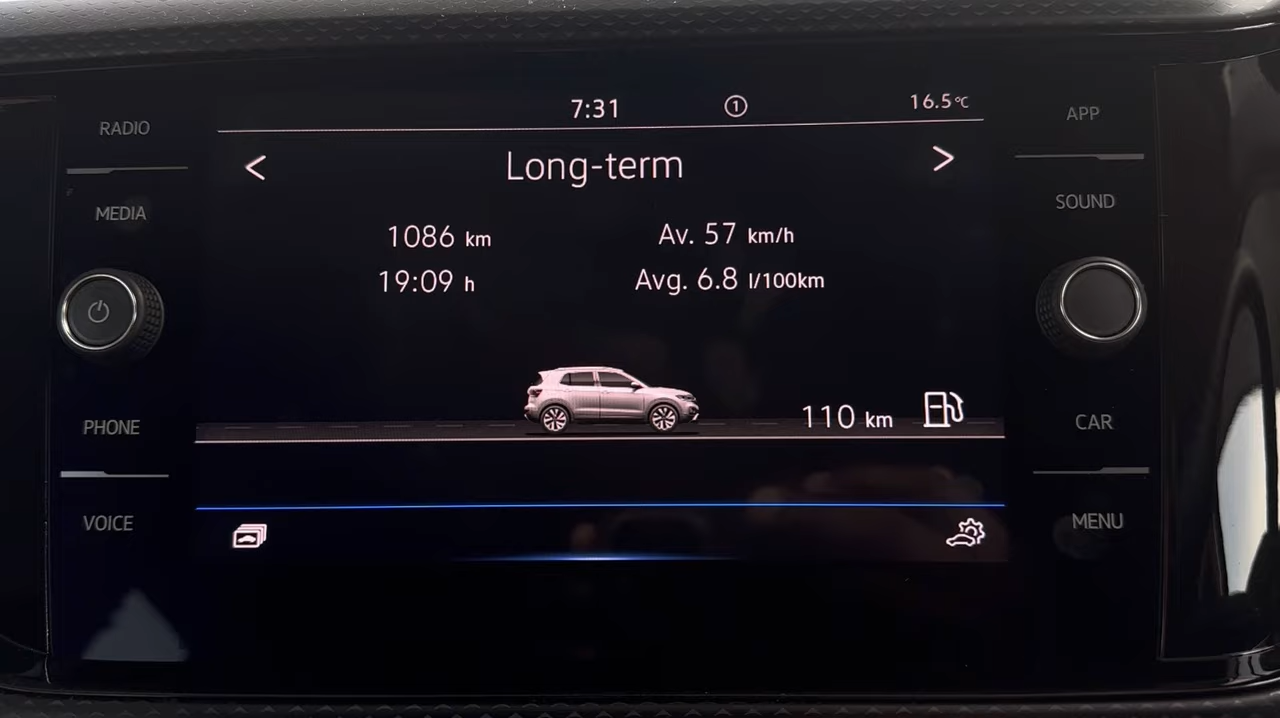 7:31 1 16.5°C
RADIO
APP
< Long-term >
MEDIA
SOUND
1086 km Av. 57 km/h
19:09 h Avg. 6.8 l/100km
110 km
PHONE
CAR
VOICE
MENU